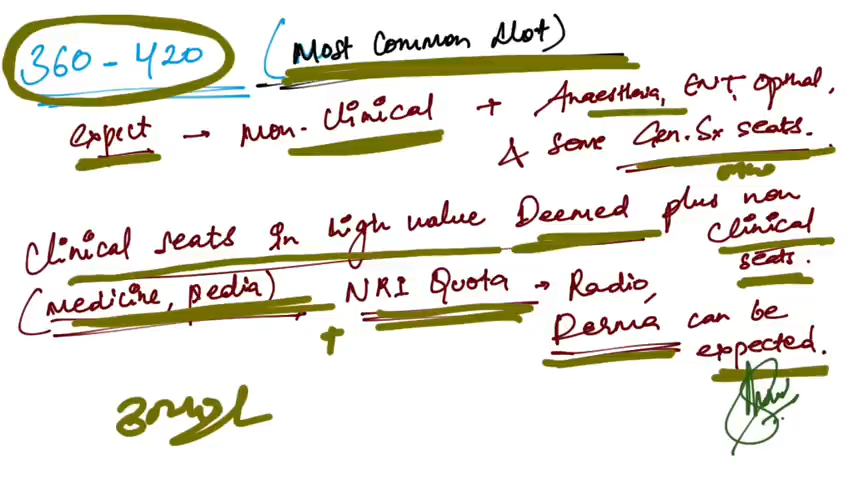 360 - 420 (Most Common Slot)
expect → Non-Clinical + Anaesthesia, ENT, Opthal,
& some Gen. Sx seats.
Clinical seats in high value Deemed plus non
clinical
seats.
(medicine, pedia) + NRI Quota → Radio,
Derma can be
expected.